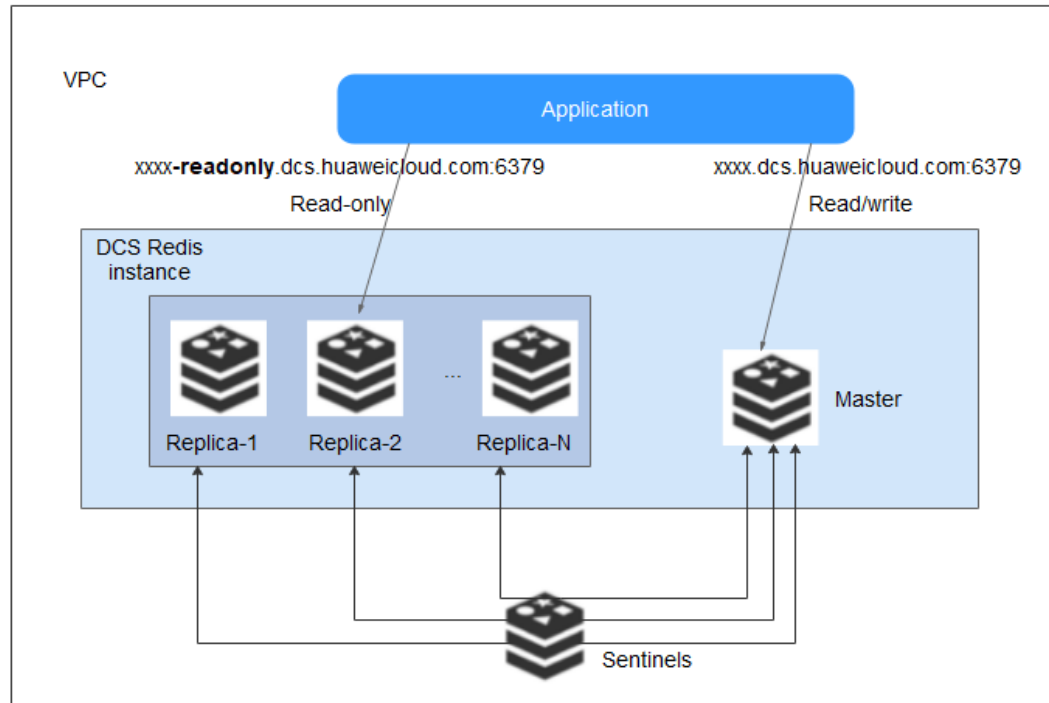 VPC
Application
xxxx-readonly.dcs.huaweicloud.com:6379
xxxx.dcs.huaweicloud.com:6379
Read-only
Read/write
DCS Redis
instance
...
Master
Replica-1
Replica-2
Replica-N
Sentinels